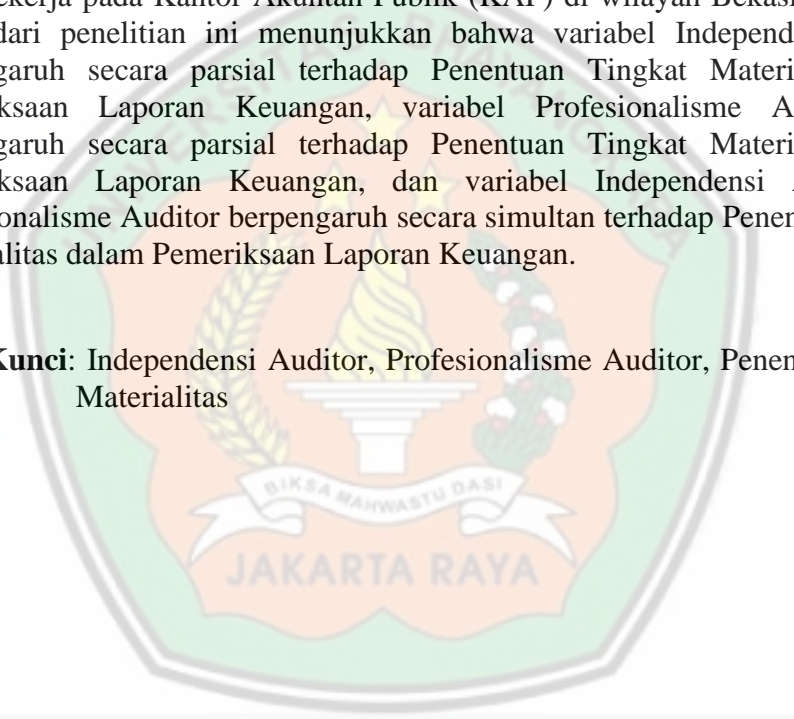 ekerja pada Kantor Akuntan Publik (KAP) di wilayah Bekasi
dari penelitian ini menunjukkan bahwa variabel Independ
garuh secara parsial terhadap Penentuan Tingkat Materi
ksaan Laporan Keuangan, variabel Profesionalisme A
garuh secara parsial terhadap Penentuan Tingkat Materi
ksaan Laporan Keuangan, dan variabel Independensi
onalisme Auditor berpengaruh secara simultan terhadap Penen
alitas dalam Pemeriksaan Laporan Keuangan.
Kunci: Independensi Auditor, Profesionalisme Auditor, Penen
Materialitas
BIKSA MAHWASTU DASI
JAKARTA RAYA